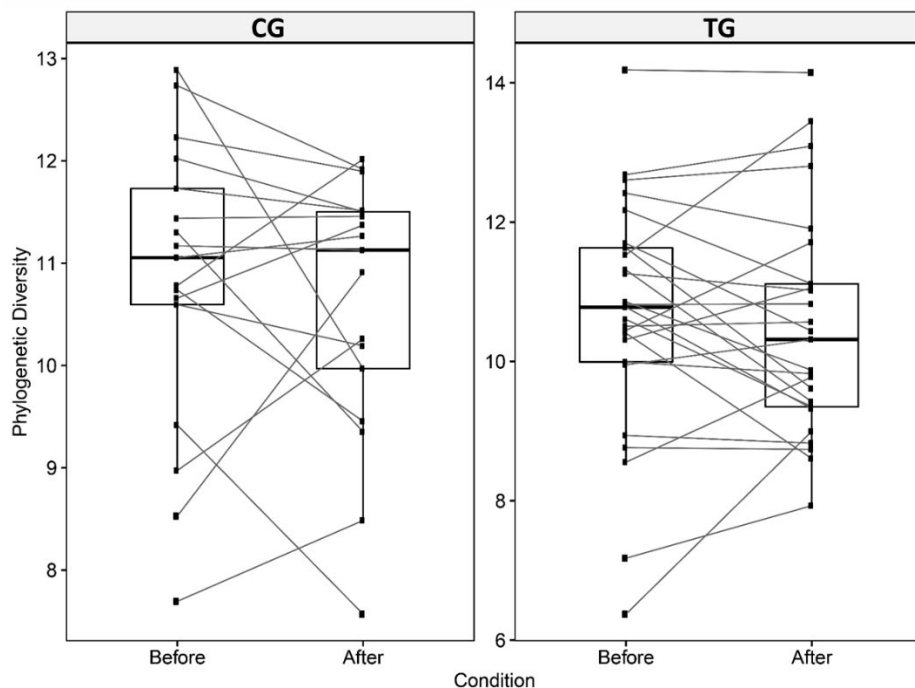 CG
TG
Phylogenetic Diversity
13
12
11
10
9
8
14
12
10
8
6
Before
After
Before
After
Condition